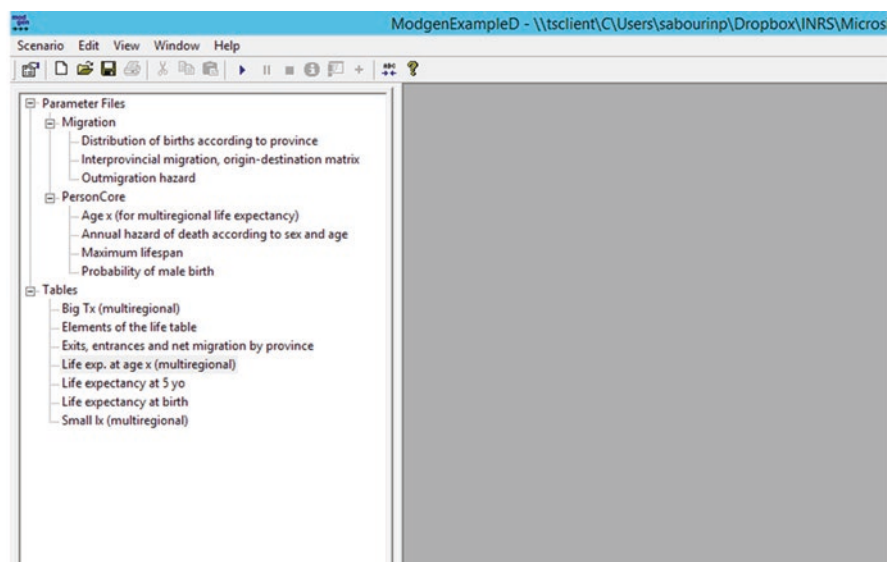 mod
gen
ModgenExampleD - \\tsclient\C\Users\sabourinp\Dropbox\INRS\Micros
Scenario Edit View Window Help
ABC
Parameter Files
Migration
Distribution of births according to province
Interprovincial migration, origin-destination matrix
Outmigration hazard
PersonCore
Age x (for multiregional life expectancy)
Annual hazard of death according to sex and age
Maximum lifespan
Probability of male birth
Tables
Big Tx (multiregional)
Elements of the life table
Exits, entrances and net migration by province
Life exp. at age x (multiregional)
Life expectancy at 5 yo
Life expectancy at birth
Small lx (multiregional)